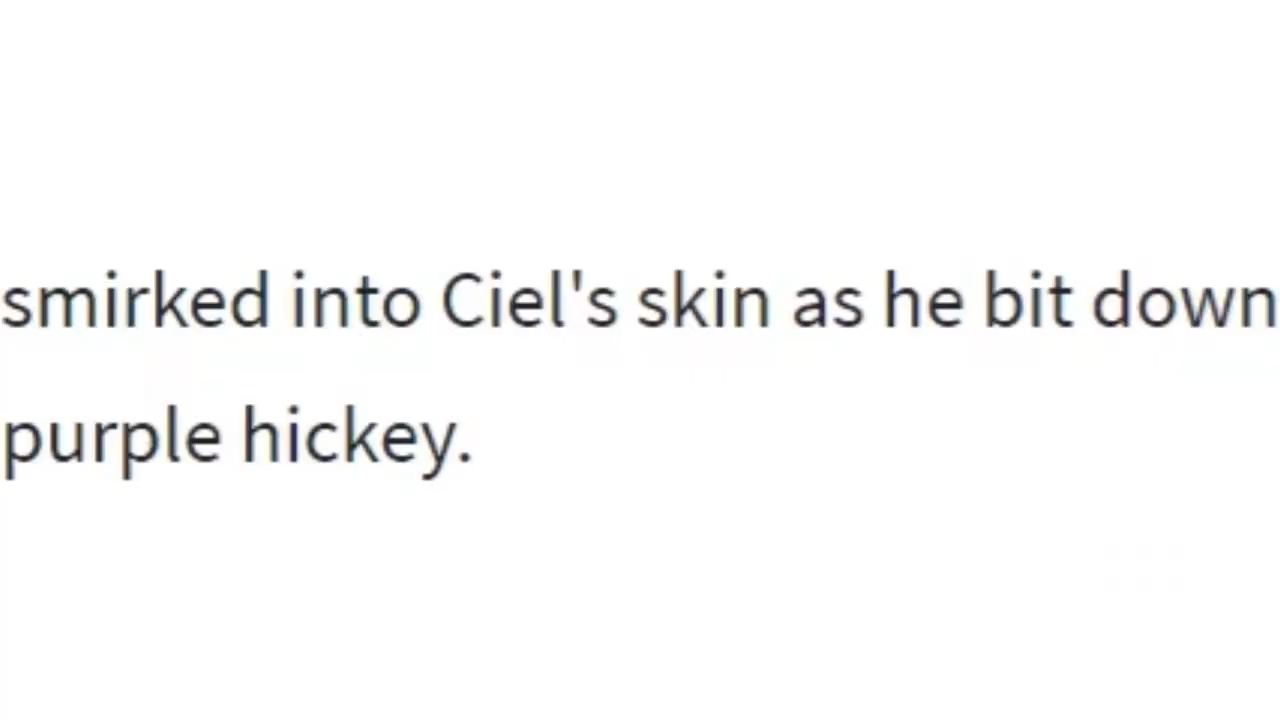 smirked into Ciel's skin as he bit down
purple hickey.